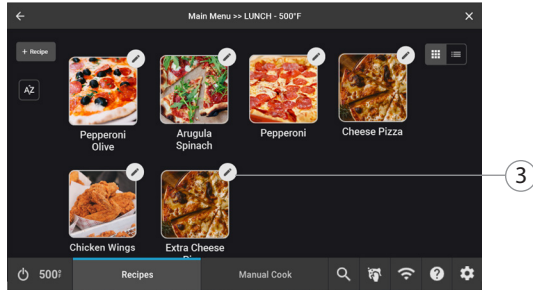 Main Menu >> LUNCH - 500°F
+ Recipe
AZ
Pepperoni
Olive
Arugula
Spinach
Pepperoni
Cheese Pizza
3
Chicken Wings
Extra Cheese
500°F
Recipes
Manual Cook
?